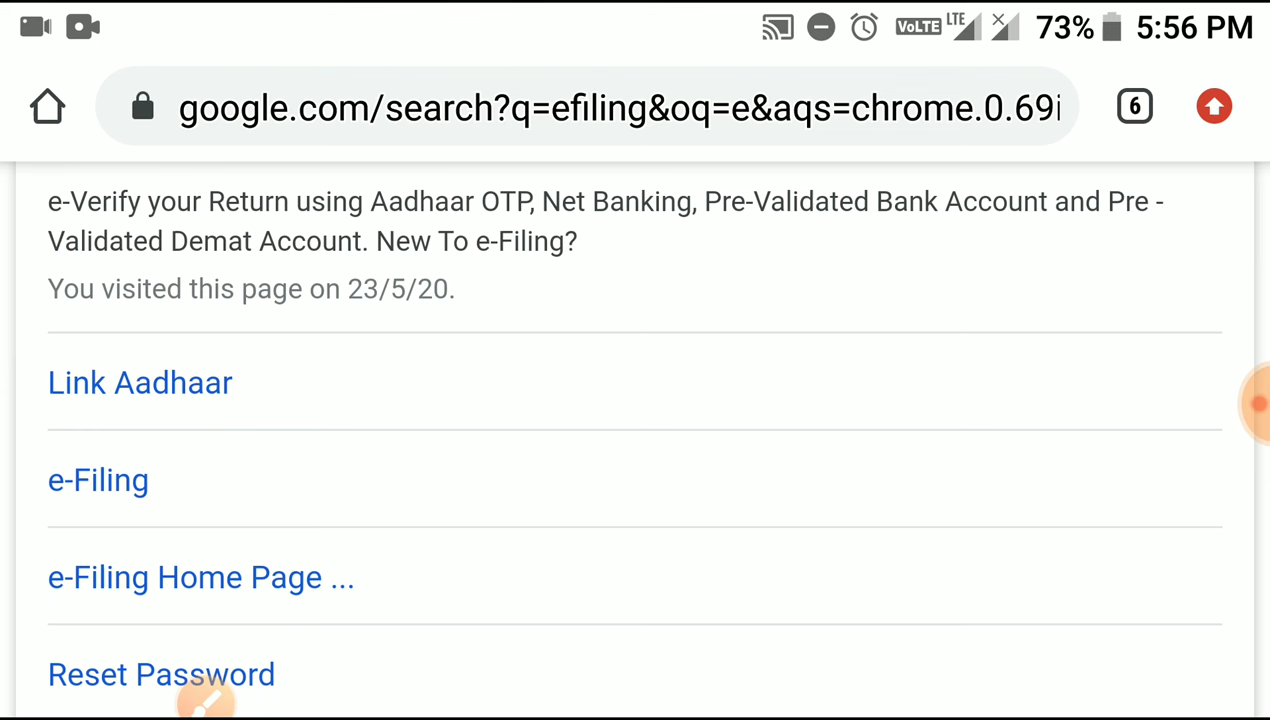 VoLTE LTE 73% 5:56 PM
google.com/search?q=efiling&oq=e&aqs=chrome.0.69i 6
e-Verify your Return using Aadhaar OTP, Net Banking, Pre-Validated Bank Account and Pre -
Validated Demat Account. New To e-Filing?
You visited this page on 23/5/20.
Link Aadhaar
e-Filing
e-Filing Home Page ...
Reset Password